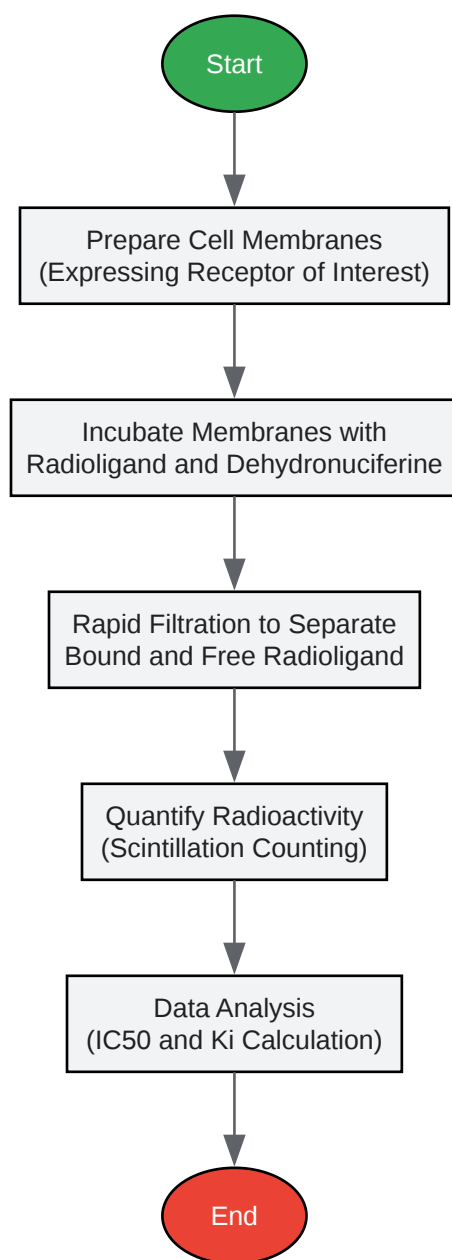 Start
Prepare Cell Membranes
(Expressing Receptor of Interest)
Incubate Membranes with
Radioligand and Dehydronuciferine
Rapid Filtration to Separate
Bound and Free Radioligand
Quantify Radioactivity
(Scintillation Counting)
Data Analysis
(IC50 and Ki Calculation)
End